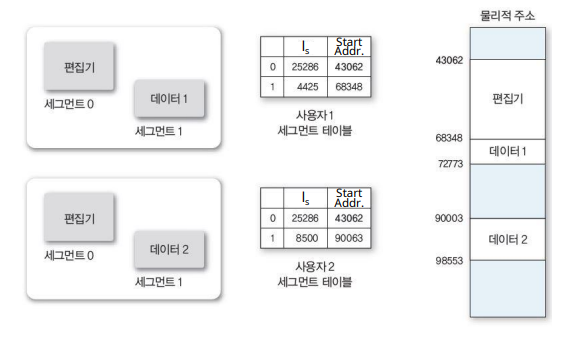 물리적 주소
편집기
세그먼트 0
데이터 1
세그먼트 1
ls Start Addr.
0 25286 43062
1 4425 68348
사용자 1
세그먼트 테이블
편집기
세그먼트 0
데이터 2
세그먼트 1
ls Start Addr.
0 25286 43062
1 8500 90063
사용자 2
세그먼트 테이블
43062
편집기
68348
데이터 1
72773
90003
데이터 2
98553